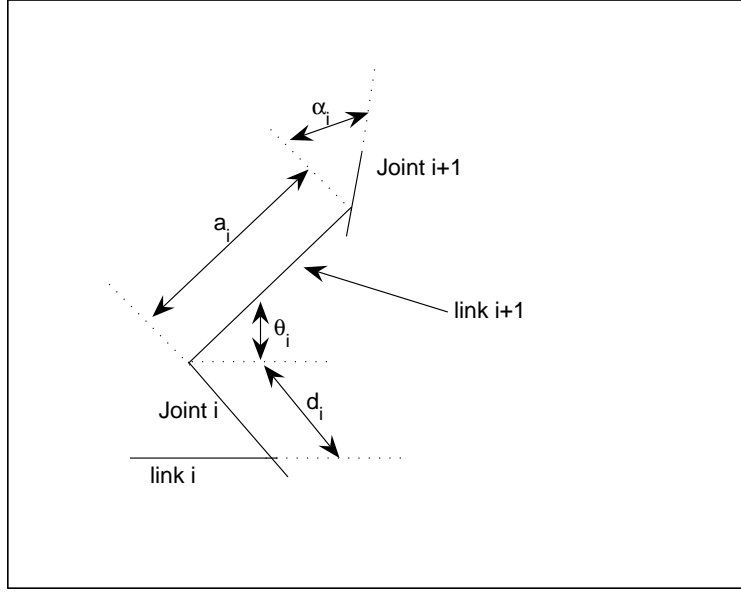 α_i
Joint i+1
a_i
link i+1
θ_i
d_i
Joint i
link i